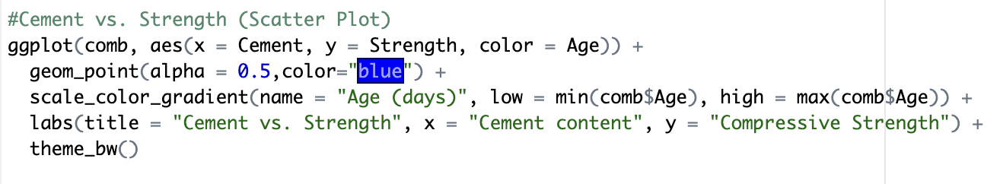 #Cement vs. Strength (Scatter Plot)
ggplot(comb, aes(x = Cement, y = Strength, color = Age)) +
  geom_point(alpha = 0.5,color="blue") +
  scale_color_gradient(name = "Age (days)", low = min(comb$Age), high = max(comb$Age)) +
  labs(title = "Cement vs. Strength", x = "Cement content", y = "Compressive Strength") +
  theme_bw()